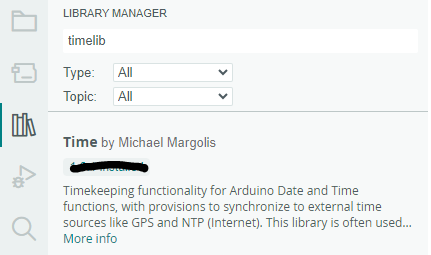 LIBRARY MANAGER
timelib
Type: All
Topic: All
Time by Michael Margolis
Timekeeping functionality for Arduino Date and Time
functions, with provisions to synchronize to external time
sources like GPS and NTP (Internet). This library is often used...
More info